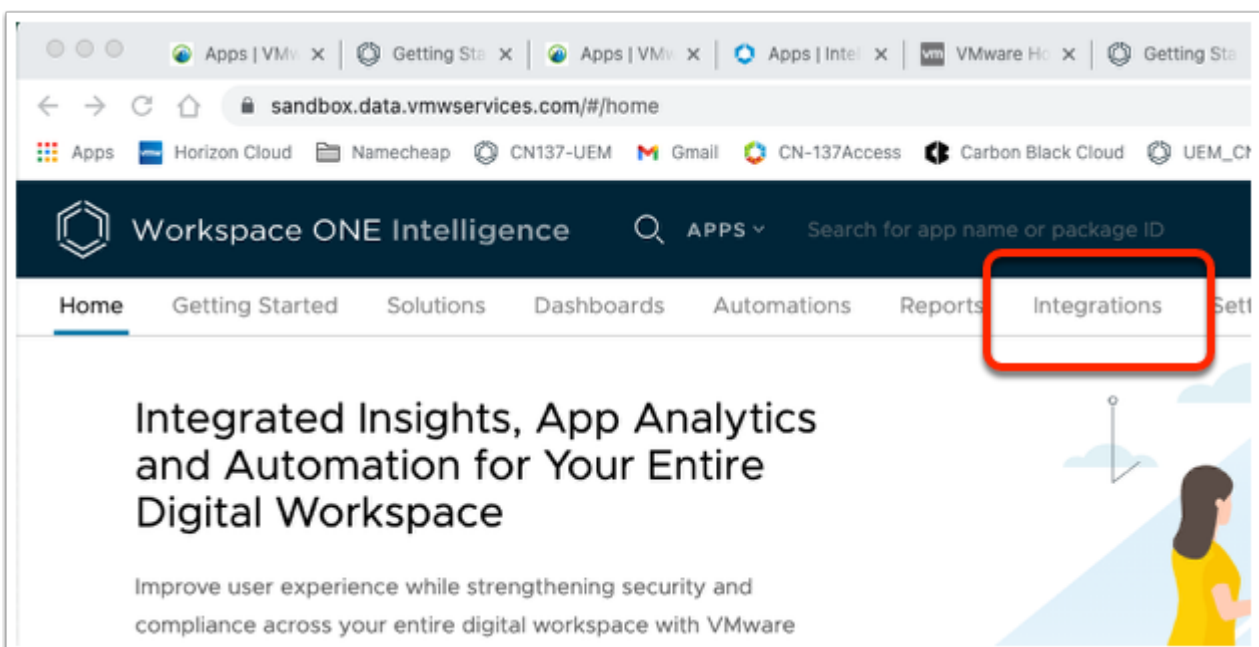 Apps | VMw Getting Sta Apps | VMw Apps | Intel VMware Ho Getting Sta
sandbox.data.vmwservices.com/#/home
Apps Horizon Cloud Namecheap CN137-UEM Gmail CN-137Access Carbon Black Cloud UEM_CN
Workspace ONE Intelligence APPS Search for app name or package ID
Home Getting Started Solutions Dashboards Automations Reports Integrations Sett
Integrated Insights, App Analytics
and Automation for Your Entire
Digital Workspace
Improve user experience while strengthening security and
compliance across your entire digital workspace with VMware